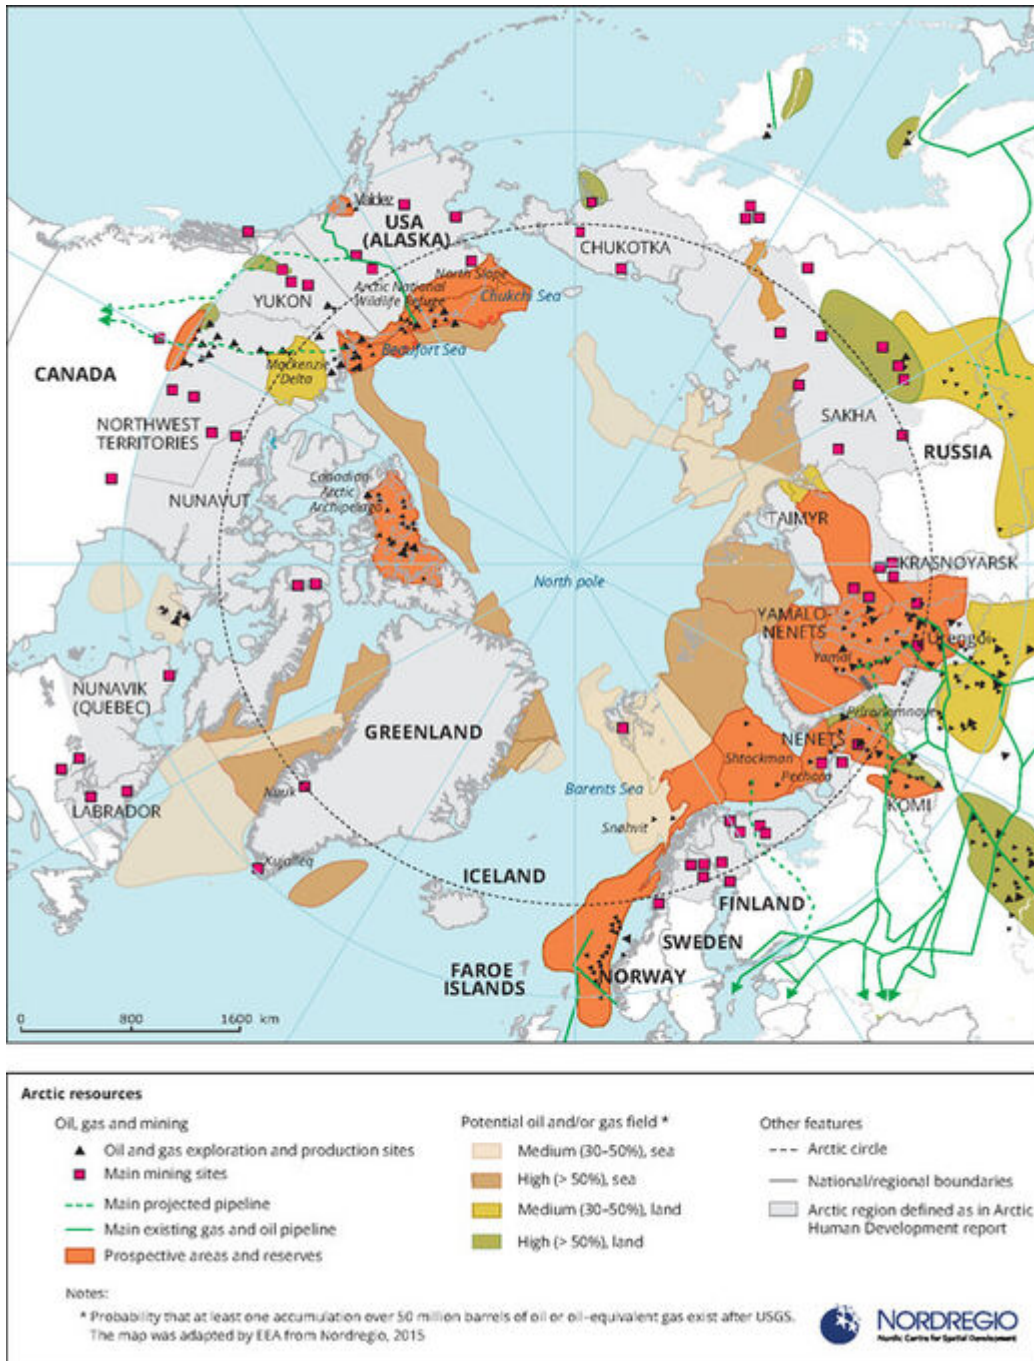 Valdez
USA
(ALASKA)
CHUKOTKA
North Slope
Arctic National
Wildlife Refuge
Chukchi Sea
YUKON
Beaufort Sea
Mackenzie
Delta
CANADA
SAKHA
NORTHWEST
TERRITORIES
RUSSIA
Canadian
Arctic
Archipelago
NUNAVUT
TAIMYR
KRASNOYARSK
North pole
YAMALO-
NENETS
Urengoi
Yamal
NUNAVIK
(QUEBEC)
Prirazlomnoye
GREENLAND
NENETS
Shtockman
Pechora
Nuuk
Barents Sea
KOMI
LABRADOR
Snøhvit
Kujalleq
ICELAND
FINLAND
SWEDEN
FAROE
ISLANDS
NORWAY
0 800 1600 km
Arctic resources
Oil, gas and mining
Oil and gas exploration and production sites
Main mining sites
Main projected pipeline
Main existing gas and oil pipeline
Prospective areas and reserves
Potential oil and/or gas field *
Medium (30–50%), sea
High (> 50%), sea
Medium (30–50%), land
High (> 50%), land
Other features
Arctic circle
National/regional boundaries
Arctic region defined as in Arctic
Human Development report
Notes:
* Probability that at least one accumulation over 50 million barrels of oil or oil-equivalent gas exist after USGS.
The map was adapted by EEA from Nordregio, 2015
NORDREGIO
Nordic Centre for Spatial Development